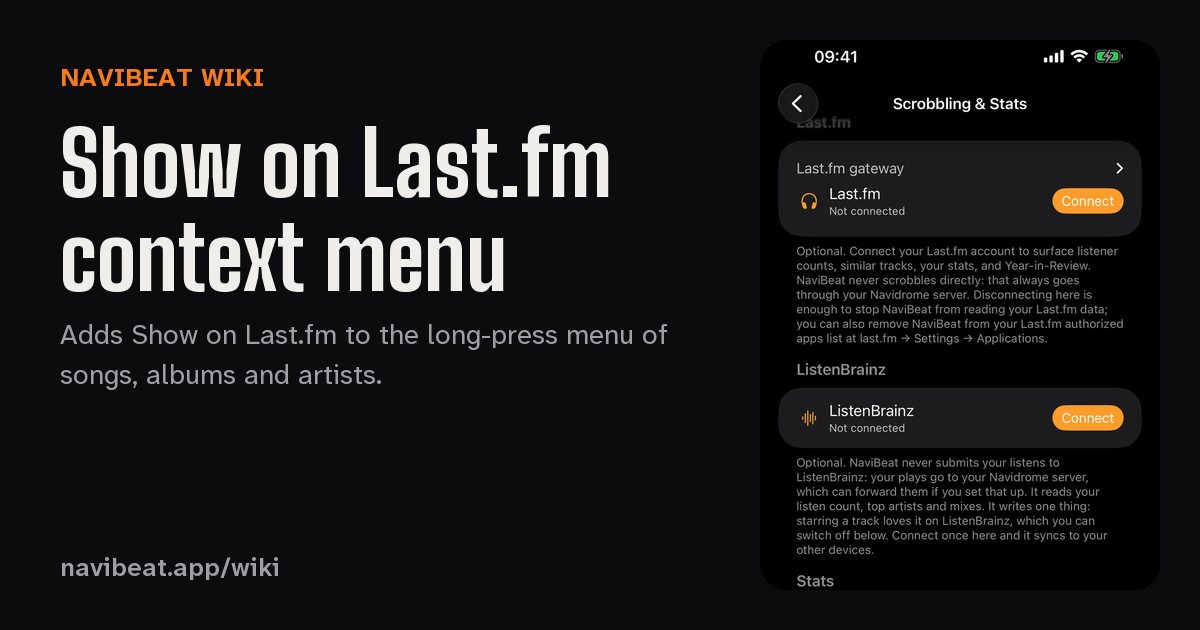 NAVIBEAT WIKI
Show on Last.fm
context menu
Adds Show on Last.fm to the long-press menu of
songs, albums and artists.
navibeat.app/wiki
09:41
Scrobbling & Stats
Last.fm
Last.fm gateway
Last.fm
Not connected
Connect
Optional. Connect your Last.fm account to surface listener
counts, similar tracks, your stats, and Year-in-Review.
NaviBeat never scrobbles directly: that always goes
through your Navidrome server. Disconnecting here is
enough to stop NaviBeat from reading your Last.fm data;
you can also remove NaviBeat from your Last.fm authorized
apps list at last.fm → Settings → Applications.
ListenBrainz
ListenBrainz
Not connected
Connect
Optional. NaviBeat never submits your listens to
ListenBrainz: your plays go to your Navidrome server,
which can forward them if you set that up. It reads your
listen count, top artists and mixes. It writes one thing:
starring a track loves it on ListenBrainz, which you can
switch off below. Connect once here and it syncs to your
other devices.
Stats